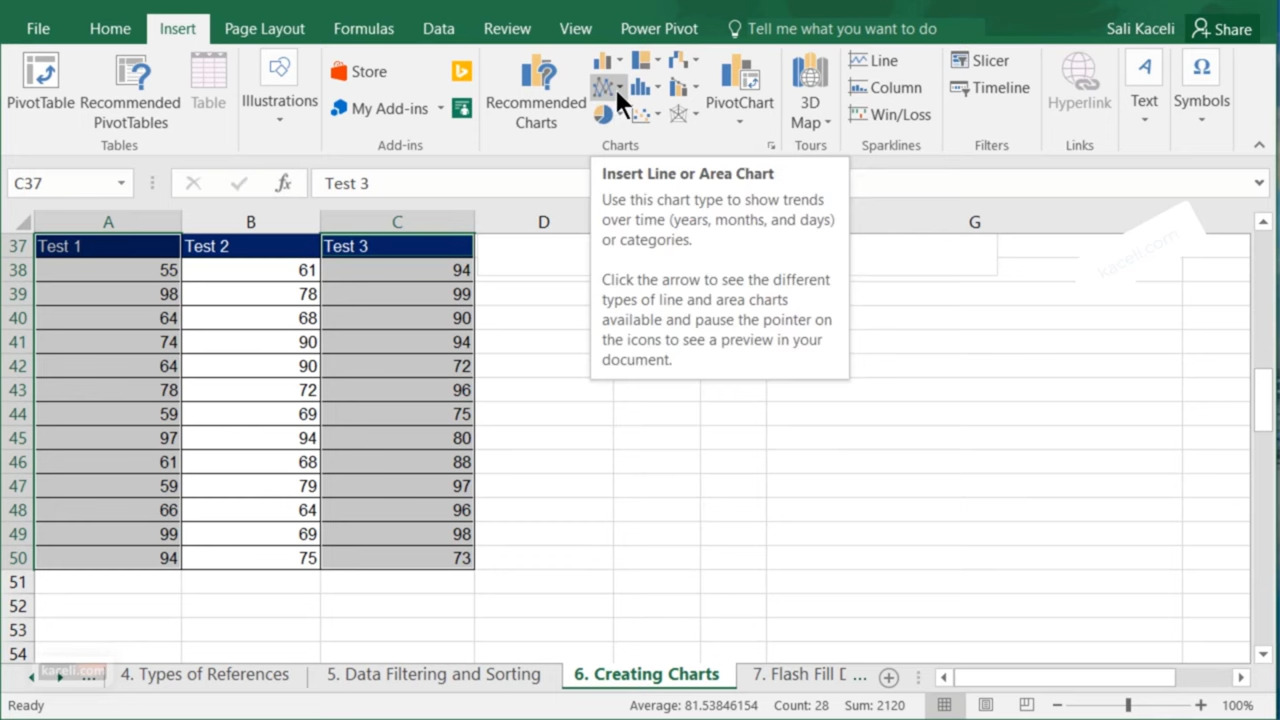 File Home Insert Page Layout Formulas Data Review View Power Pivot Tell me what you want to do Sali Kaceli Share
PivotTable Recommended PivotTables Table Illustrations Store My Add-ins Recommended Charts PivotChart 3D Map Line Column Win/Loss Slicer Timeline Hyperlink Text Symbols
Tables Add-ins Charts Tours Sparklines Filters Links
C37 fx Test 3
Insert Line or Area Chart
Use this chart type to show trends
over time (years, months, and days)
or categories.
Click the arrow to see the different
types of line and area charts
available and pause the pointer on
the icons to see a preview in your
document.
A B C D G
kaceli.com
37 Test 1 Test 2 Test 3
38 55 61 94
39 98 78 99
40 64 68 90
41 74 90 94
42 64 90 72
43 78 72 96
44 59 69 75
45 97 94 80
46 61 68 88
47 59 79 97
48 66 64 96
49 99 69 98
50 94 75 73
51
52
53
54
kaceli.com
... 4. Types of References 5. Data Filtering and Sorting 6. Creating Charts 7. Flash Fill D ...
Ready Average: 81.53846154 Count: 28 Sum: 2120 100%